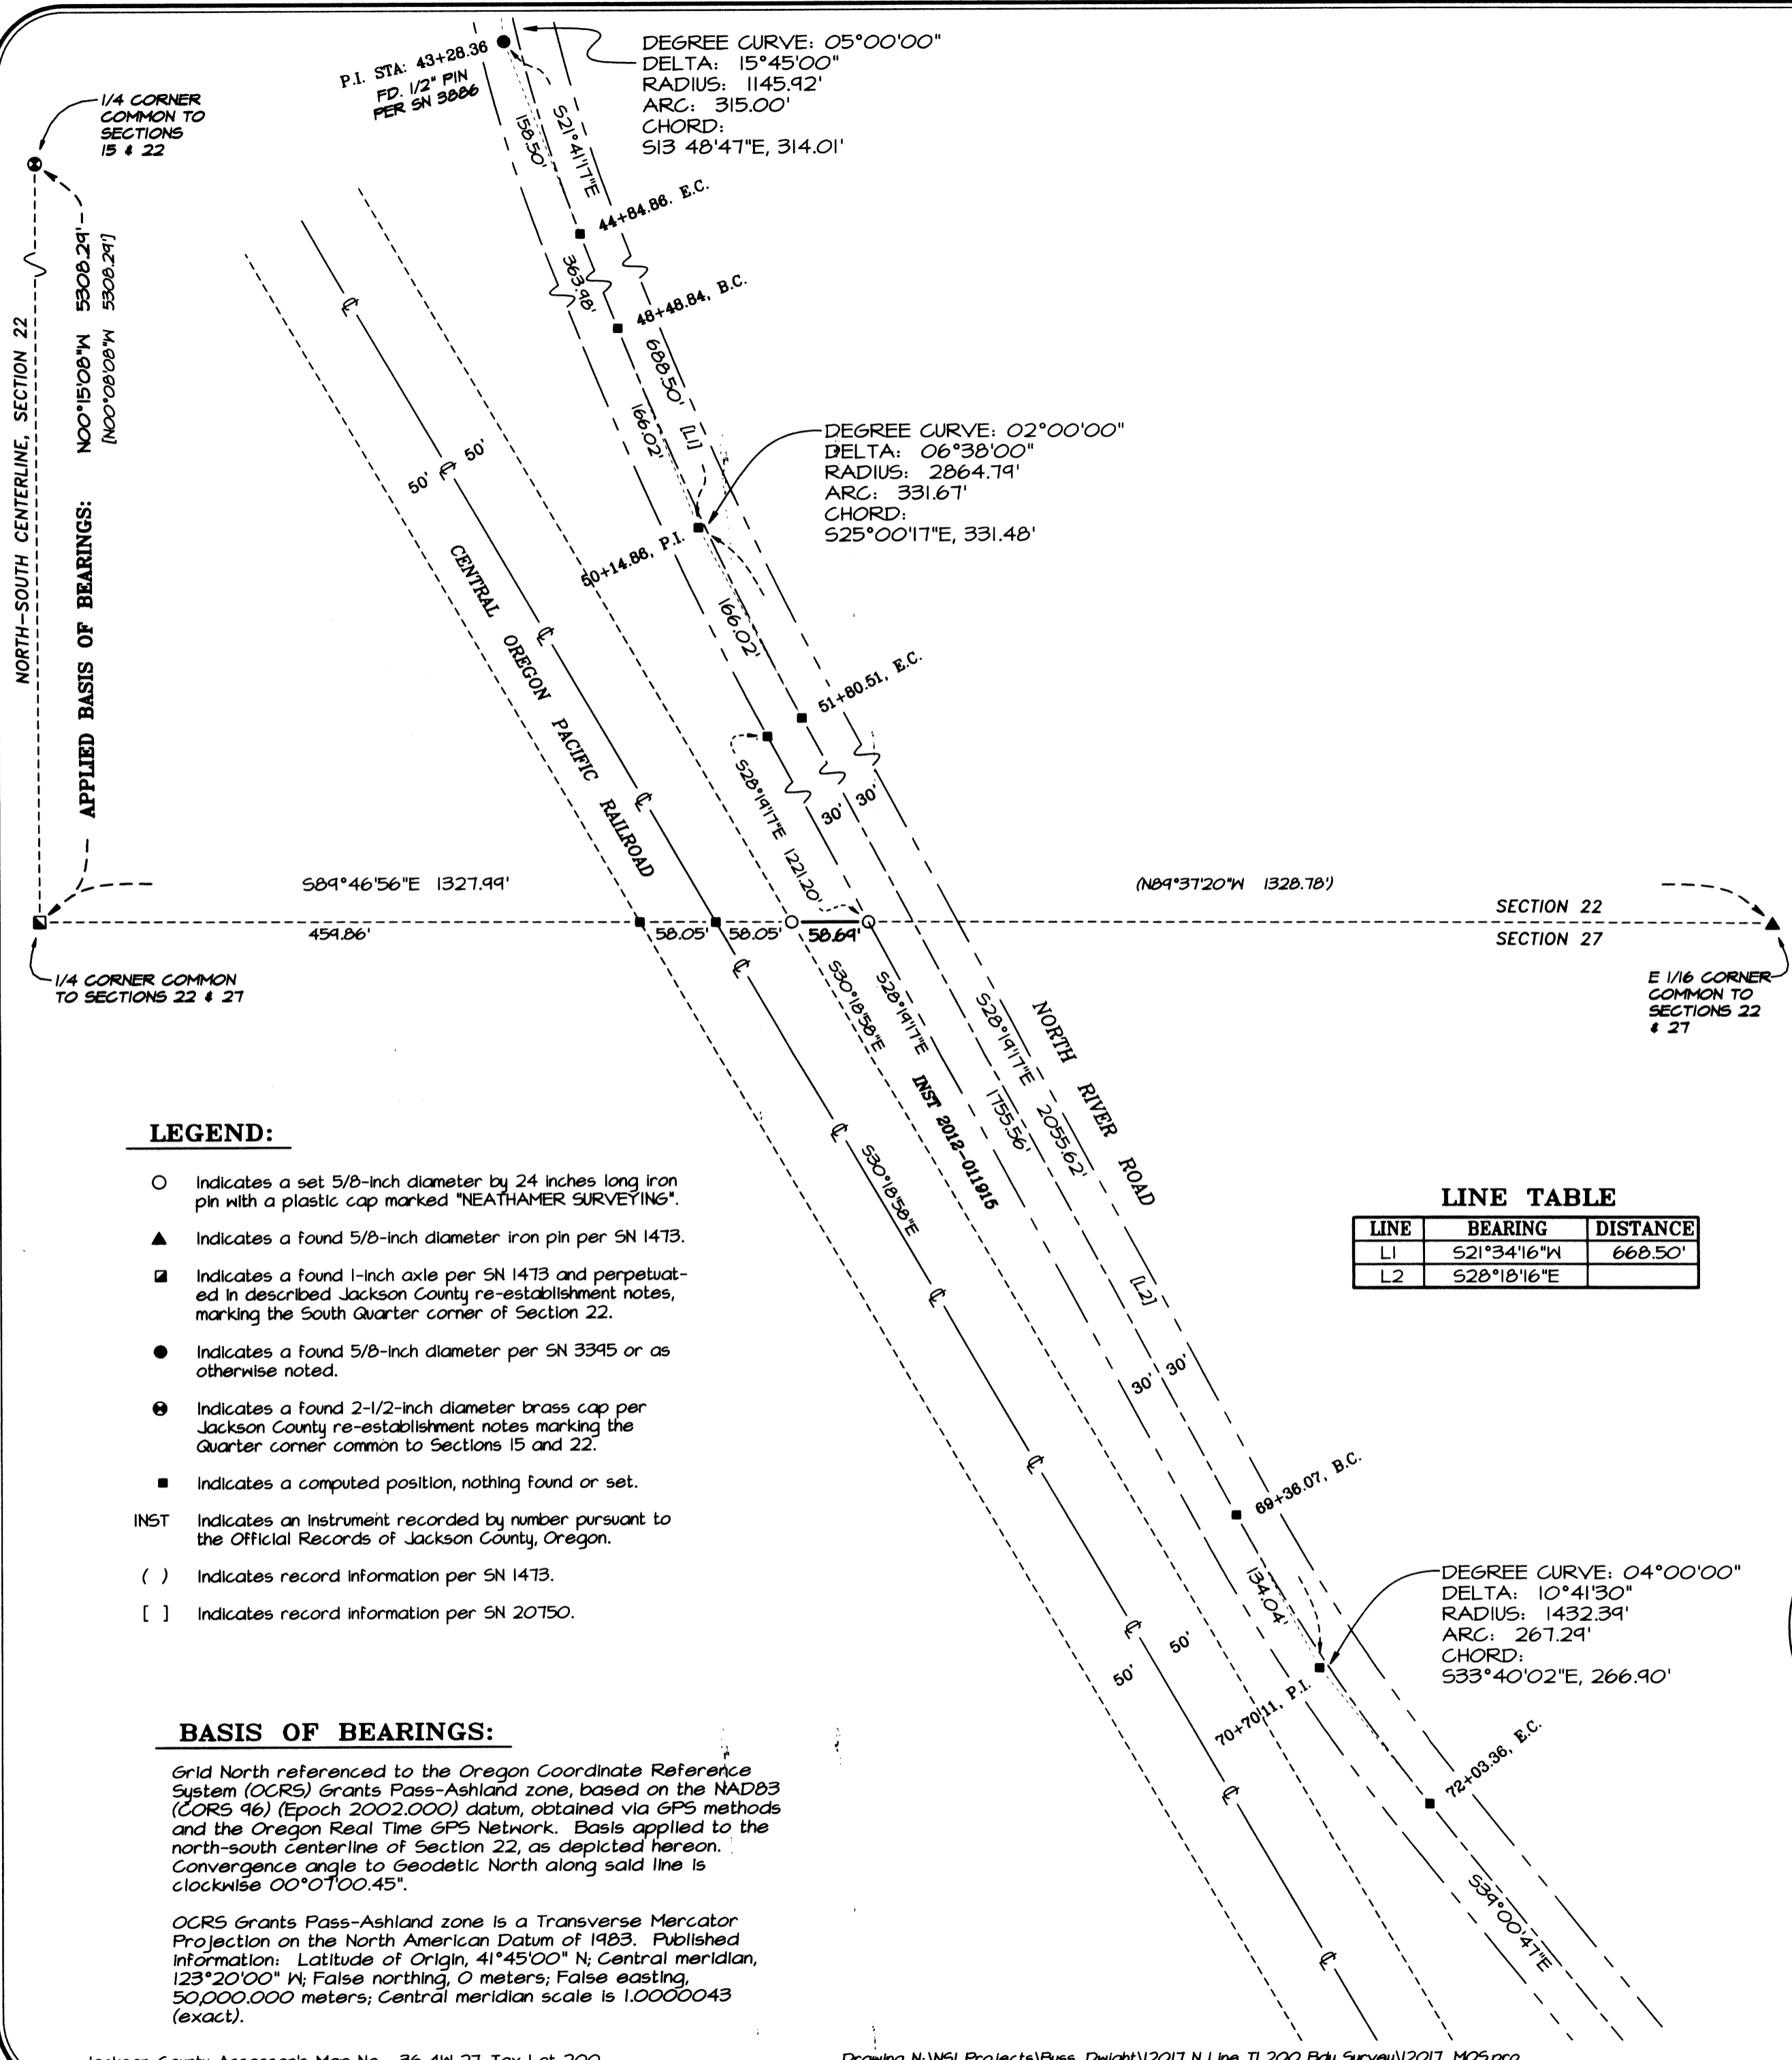 P.I. STA: 43+28.36
FD. 1/2" PIN
PER SN 3886
DEGREE CURVE: 05°00'00"
DELTA: 15°45'00"
RADIUS: 1145.92'
ARC: 315.00'
CHORD:
S13 48'47"E, 314.01'
1/4 CORNER
COMMON TO
SECTIONS
15 & 22
158.50'
S21°41'17"E
44+84.86. E.C.
363.98'
48+48.84, B.C.
688.50'
[L1]
166.02'
NORTH-SOUTH CENTERLINE, SECTION 22
APPLIED BASIS OF BEARINGS: N00°15'08"W 5308.29'
[N00°08'08"W 5308.29']
50' 50'
DEGREE CURVE: 02°00'00"
DELTA: 06°38'00"
RADIUS: 2864.79'
ARC: 331.67'
CHORD:
S25°00'17"E, 331.48'
50+14.86, P.I.
166.02'
CENTRAL OREGON PACIFIC RAILROAD
51+80.51, E.C.
S28°19'17"E 1221.20'
30' 30'
S89°46'56"E 1327.99'
(N89°37'20"W 1328.78')
SECTION 22
459.86'
58.05'
58.05'
58.69'
SECTION 27
1/4 CORNER COMMON
TO SECTIONS 22 & 27
E 1/16 CORNER
COMMON TO
SECTIONS 22
& 27
S30°18'58"E
S28°19'17"E
INST 2012-011915
S28°19'17"E 2055.62'
1755.56'
NORTH RIVER ROAD
S30°18'58"E
[L2]
LEGEND:
Indicates a set 5/8-inch diameter by 24 inches long iron
pin with a plastic cap marked "NEATHAMER SURVEYING".
Indicates a found 5/8-inch diameter iron pin per SN 1473.
Indicates a found 1-inch axle per SN 1473 and perpetuat-
ed in described Jackson County re-establishment notes,
marking the South Quarter corner of Section 22.
Indicates a found 5/8-inch diameter per SN 3395 or as
otherwise noted.
Indicates a found 2-1/2-inch diameter brass cap per
Jackson County re-establishment notes marking the
Quarter corner common to Sections 15 and 22.
Indicates a computed position, nothing found or set.
INST Indicates an instrument recorded by number pursuant to
the Official Records of Jackson County, Oregon.
( ) Indicates record information per SN 1473.
[ ] Indicates record information per SN 20750.
LINE TABLE
LINE BEARING DISTANCE
L1 S21°34'16"W 668.50'
L2 S28°18'16"E
30' 30'
69+36.07, B.C.
134.04'
DEGREE CURVE: 04°00'00"
DELTA: 10°41'30"
RADIUS: 1432.39'
ARC: 267.29'
CHORD:
S33°40'02"E, 266.90'
50' 50'
70+70.11, P.I.
72+03.36, E.C.
S39°00'47"E
BASIS OF BEARINGS:
Grid North referenced to the Oregon Coordinate Reference
System (OCRS) Grants Pass-Ashland zone, based on the NAD83
(CORS 96) (Epoch 2002.000) datum, obtained via GPS methods
and the Oregon Real Time GPS Network. Basis applied to the
north-south centerline of Section 22, as depicted hereon.
Convergence angle to Geodetic North along said line is
clockwise 00°07'00.45".
OCRS Grants Pass-Ashland zone is a Transverse Mercator
Projection on the North American Datum of 1983. Published
information: Latitude of Origin, 41°45'00" N; Central meridian,
123°20'00" W; False northing, 0 meters; False easting,
50,000.000 meters; Central meridian scale is 1.0000043
(exact).
Jackson County Assessor's Map No. 36 4W 27, Tax Lot 200